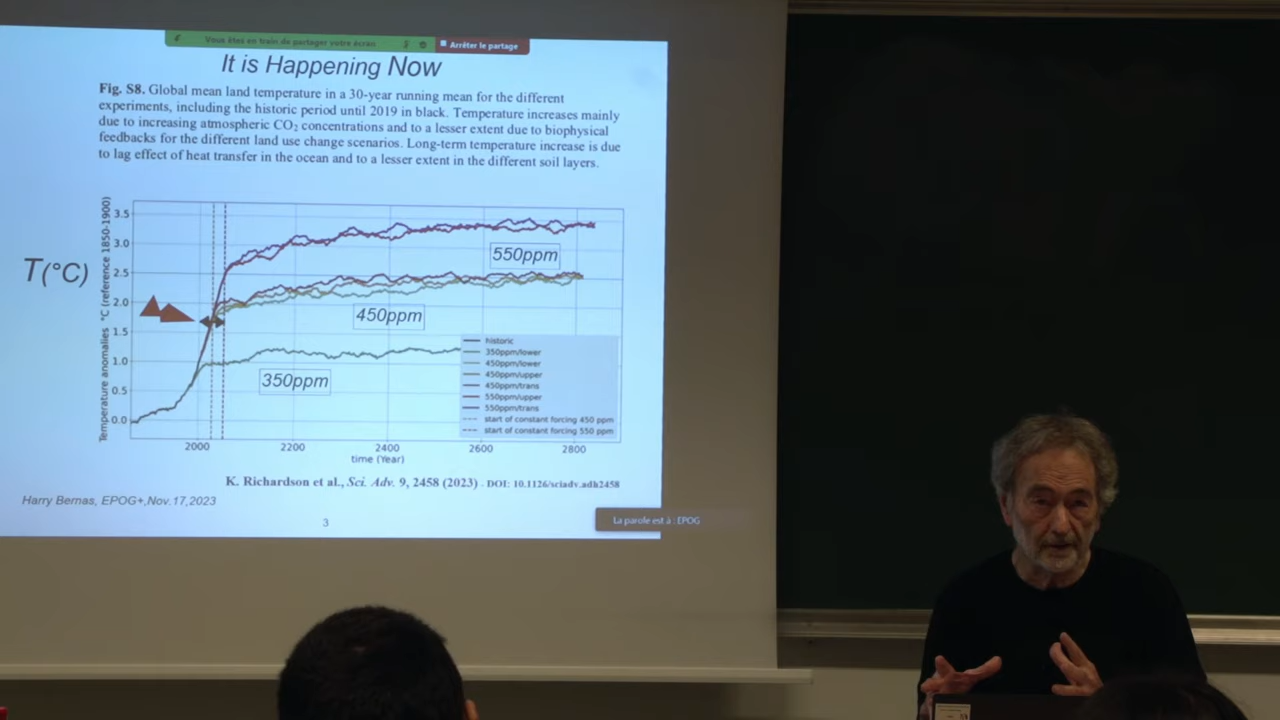 Vous êtes en train de partager votre écran
Arrêter le partage
It is Happening Now
Fig. S8. Global mean land temperature in a 30-year running mean for the different
experiments, including the historic period until 2019 in black. Temperature increases mainly
due to increasing atmospheric CO₂ concentrations and to a lesser extent due to biophysical
feedbacks for the different land use change scenarios. Long-term temperature increase is due
to lag effect of heat transfer in the ocean and to a lesser extent in the different soil layers.
T(°C)
Temperature anomalies °C (reference 1850-1900)
3.5
3.0
2.5
2.0
1.5
1.0
0.5
0.0
550ppm
450ppm
350ppm
historic
350ppm/lower
450ppm/lower
450ppm/upper
450ppm/trans
550ppm/upper
550ppm/trans
start of constant forcing 450 ppm
start of constant forcing 550 ppm
2000 2200 2400 2600 2800
time (Year)
K. Richardson et al., Sci. Adv. 9, 2458 (2023) - DOI: 10.1126/sciadv.adh2458
Harry Bernas, EPOG+,Nov.17,2023
3
La parole est à : EPOG